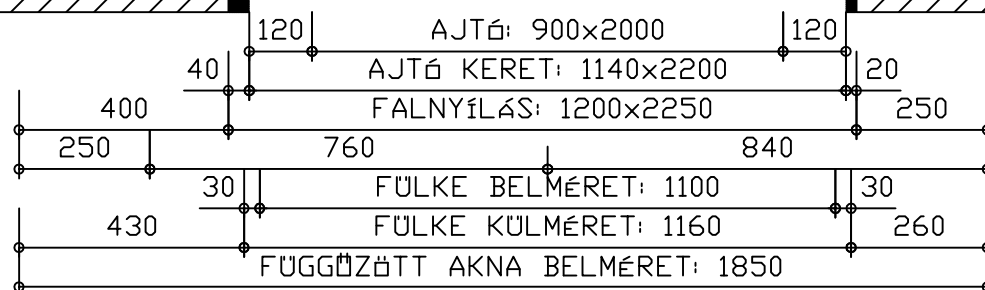 120 AJTó: 900x2000 120
40 AJTó KERET: 1140x2200 20
400 FALNYíLáS: 1200x2250 250
250 760 840
30 FÜLKE BELMéRET: 1100 30
430 FÜLKE KÜLMéRET: 1160 260
FÜGGŰZöTT AKNA BELMéRET: 1850